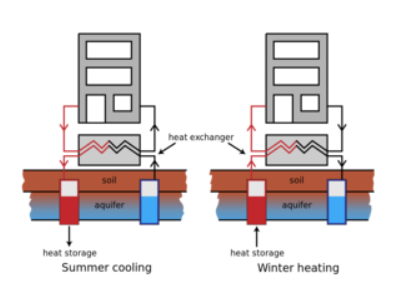 heat exchanger
soil
aquifer
heat storage
Summer cooling
soil
aquifer
heat storage
Winter heating